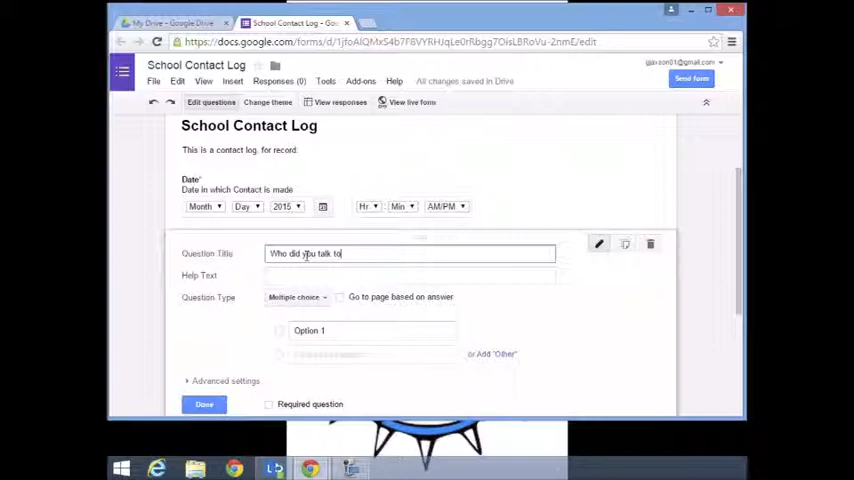 My Drive - Google Drive
School Contact Log - Goo
https://docs.google.com/forms/d/1jfoAlQMxS4b7F8VYRHJqLe0rRbgg7OisLBRoVu-2nmE/edit
School Contact Log
gjaxson01@gmail.com
File Edit View Insert Responses (0) Tools Add-ons Help All changes saved in Drive
Send form
Edit questions Change theme View responses View live form
School Contact Log
This is a contact log. for record.
Date*
Date in which Contact is made
Month Day 2015 Hr : Min AM/PM
Question Title Who did you talk to
Help Text
Question Type Multiple choice Go to page based on answer
Option 1
or Add "Other"
Advanced settings
Done Required question